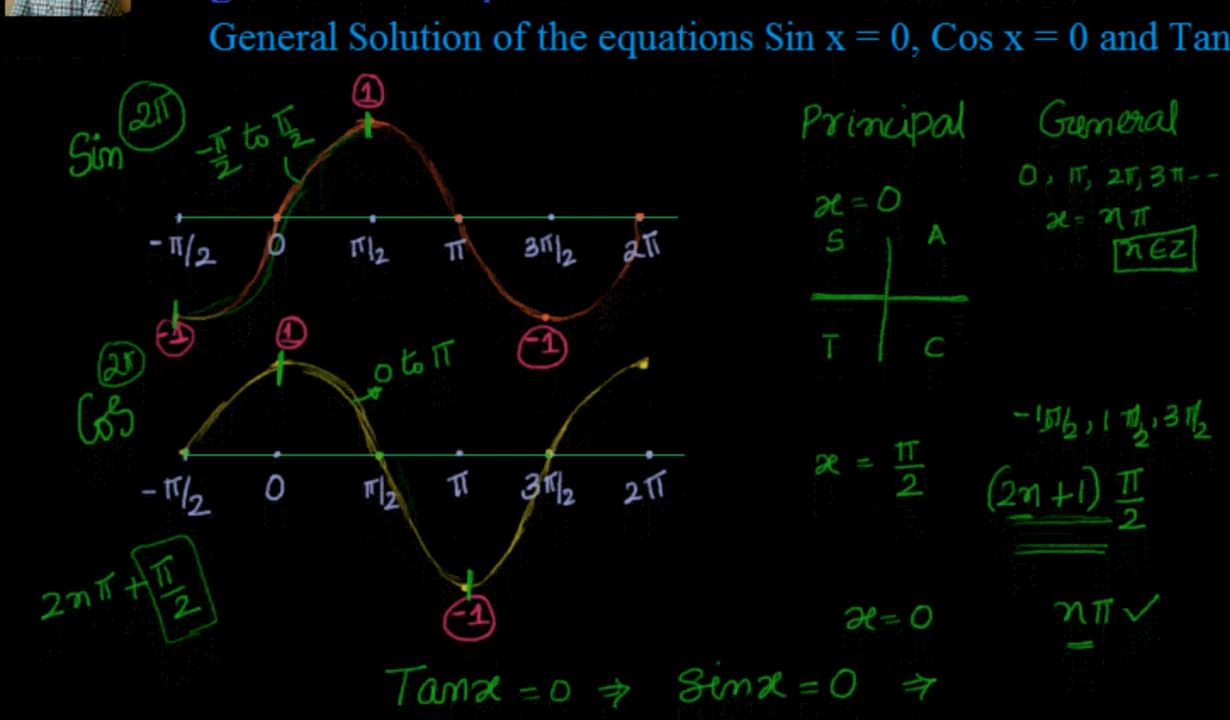 General Solution of the equations Sin x = 0, Cos x = 0 and Tan
Sin 2π
-π/2 to π/2
1
-π/2 0 π/2 π 3π/2 2π
-1
-1
Cos 2π
1
0 to π
-π/2 0 π/2 π 3π/2 2π
-1
2nπ + π/2
Principal General
x = 0
0, π, 2π, 3π --
x = nπ
n∈Z
S A
T C
x = π/2
-1π/2, 1π/2, 3π/2
(2n+1) π/2
x = 0
nπ ✓
Tanx = 0 ⇒ Sinx = 0 ⇒